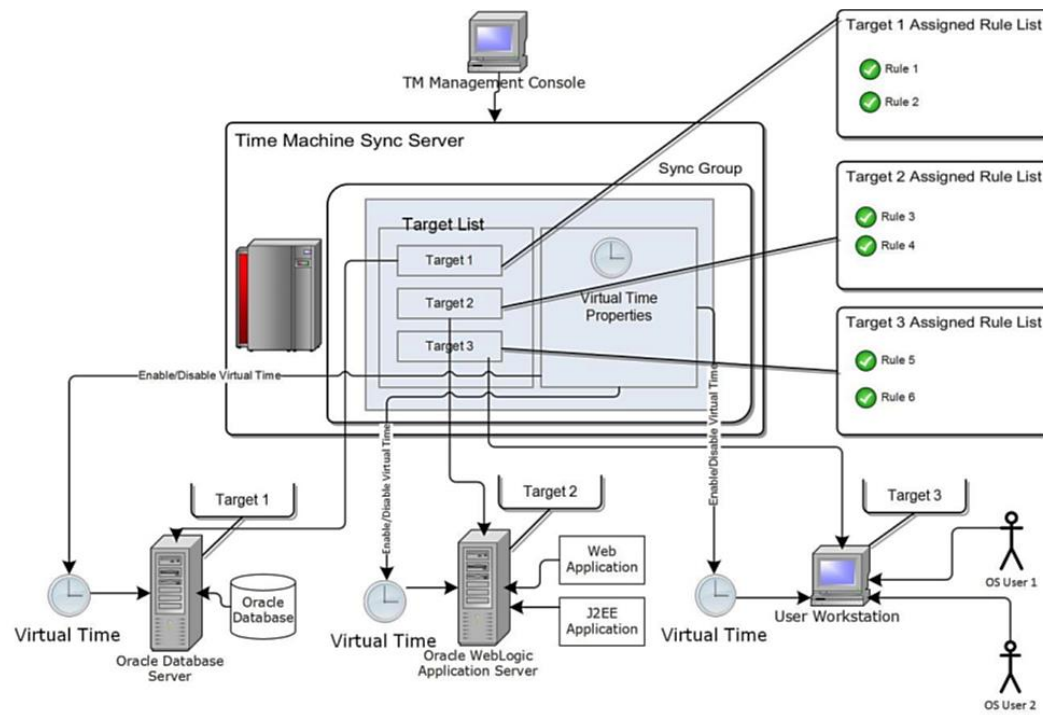 TM Management Console
Target 1 Assigned Rule List
Rule 1
Rule 2
Time Machine Sync Server
Sync Group
Target List
Target 1
Target 2
Target 3
Virtual Time
Properties
Target 2 Assigned Rule List
Rule 3
Rule 4
Target 3 Assigned Rule List
Rule 5
Rule 6
Enable/Disable Virtual Time
Enable/Disable Virtual Time
Enable/Disable Virtual Time
Target 1
Target 2
Target 3
Virtual Time
Oracle
Database
Oracle Database
Server
Virtual Time
Web
Application
J2EE
Application
Oracle WebLogic
Application Server
Virtual Time
User Workstation
OS User 1
OS User 2